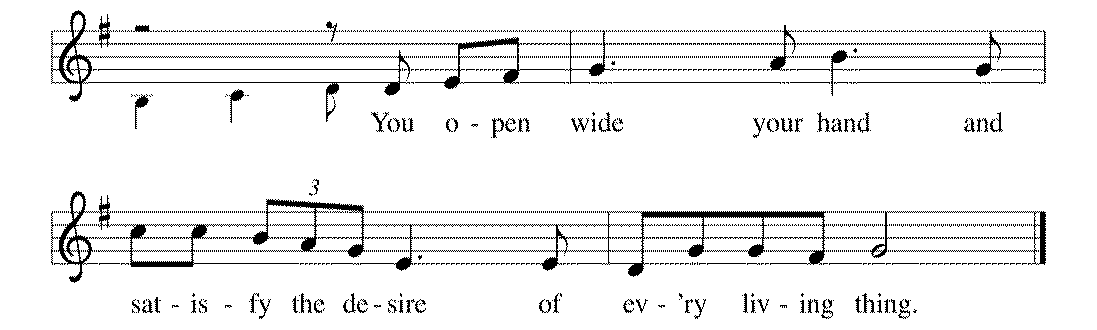 You o - pen wide your hand and
3
sat - is - fy the de - sire of ev - 'ry liv - ing thing.